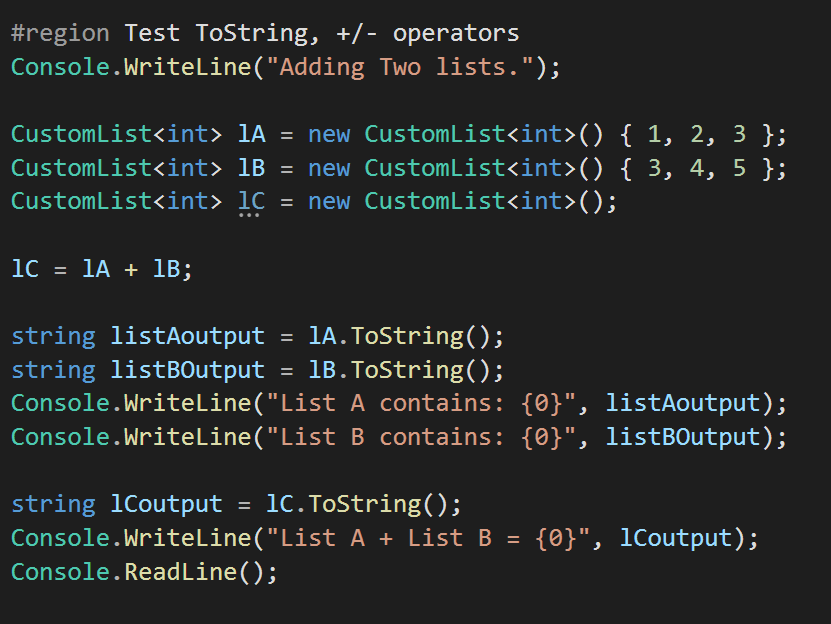 #region Test ToString, +/- operators
Console.WriteLine("Adding Two lists.");
CustomList<int> lA = new CustomList<int>() { 1, 2, 3 };
CustomList<int> lB = new CustomList<int>() { 3, 4, 5 };
CustomList<int> lC = new CustomList<int>();
lC = lA + lB;
string listAoutput = lA.ToString();
string listBOutput = lB.ToString();
Console.WriteLine("List A contains: {0}", listAoutput);
Console.WriteLine("List B contains: {0}", listBOutput);
string lCoutput = lC.ToString();
Console.WriteLine("List A + List B = {0}", lCoutput);
Console.ReadLine();